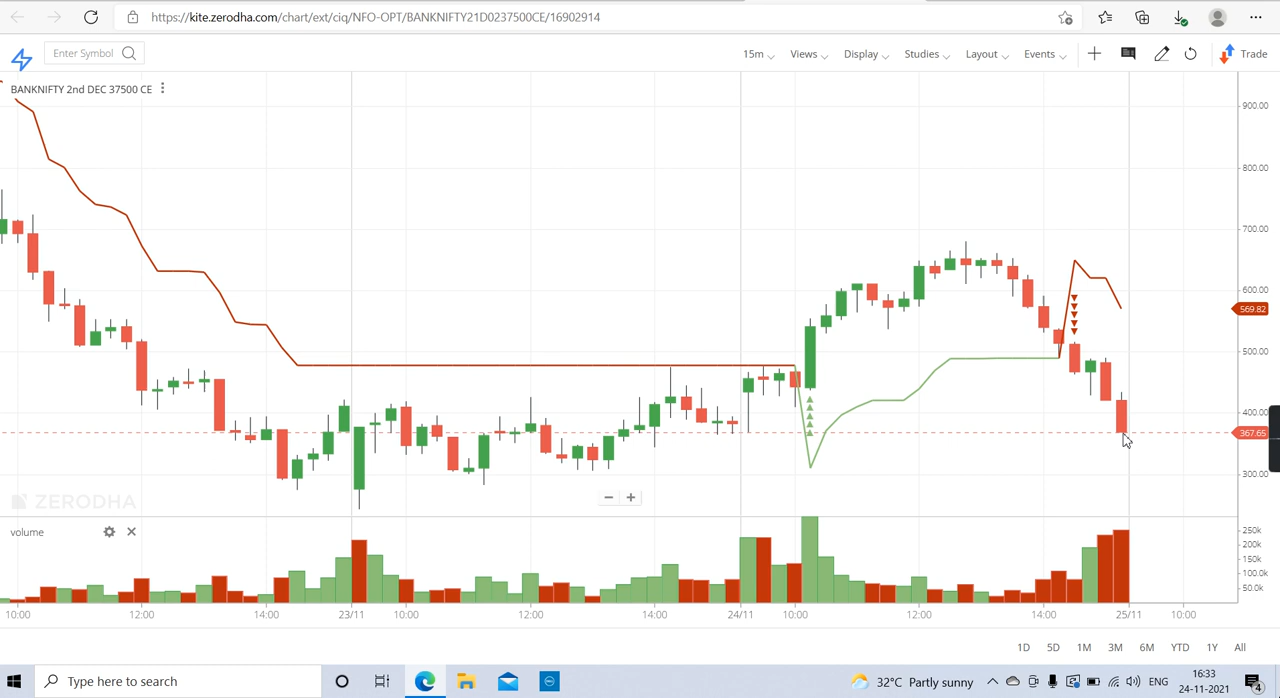 https://kite.zerodha.com/chart/ext/ciq/NFO-OPT/BANKNIFTY21D0237500CE/16902914
Enter Symbol
15m Views Display Studies Layout Events Trade
BANKNIFTY 2nd DEC 37500 CE
900.00
800.00
700.00
600.00
569.82
500.00
400.00
367.65
300.00
ZERODHA
volume
250k
200k
150k
100.0k
50.0k
10:00 12:00 14:00 23/11 10:00 12:00 14:00 24/11 10:00 12:00 14:00 25/11 10:00
1D 5D 1M 3M 6M YTD 1Y All
Type here to search
32°C Partly sunny
ENG
16:33
24-11-2021
4